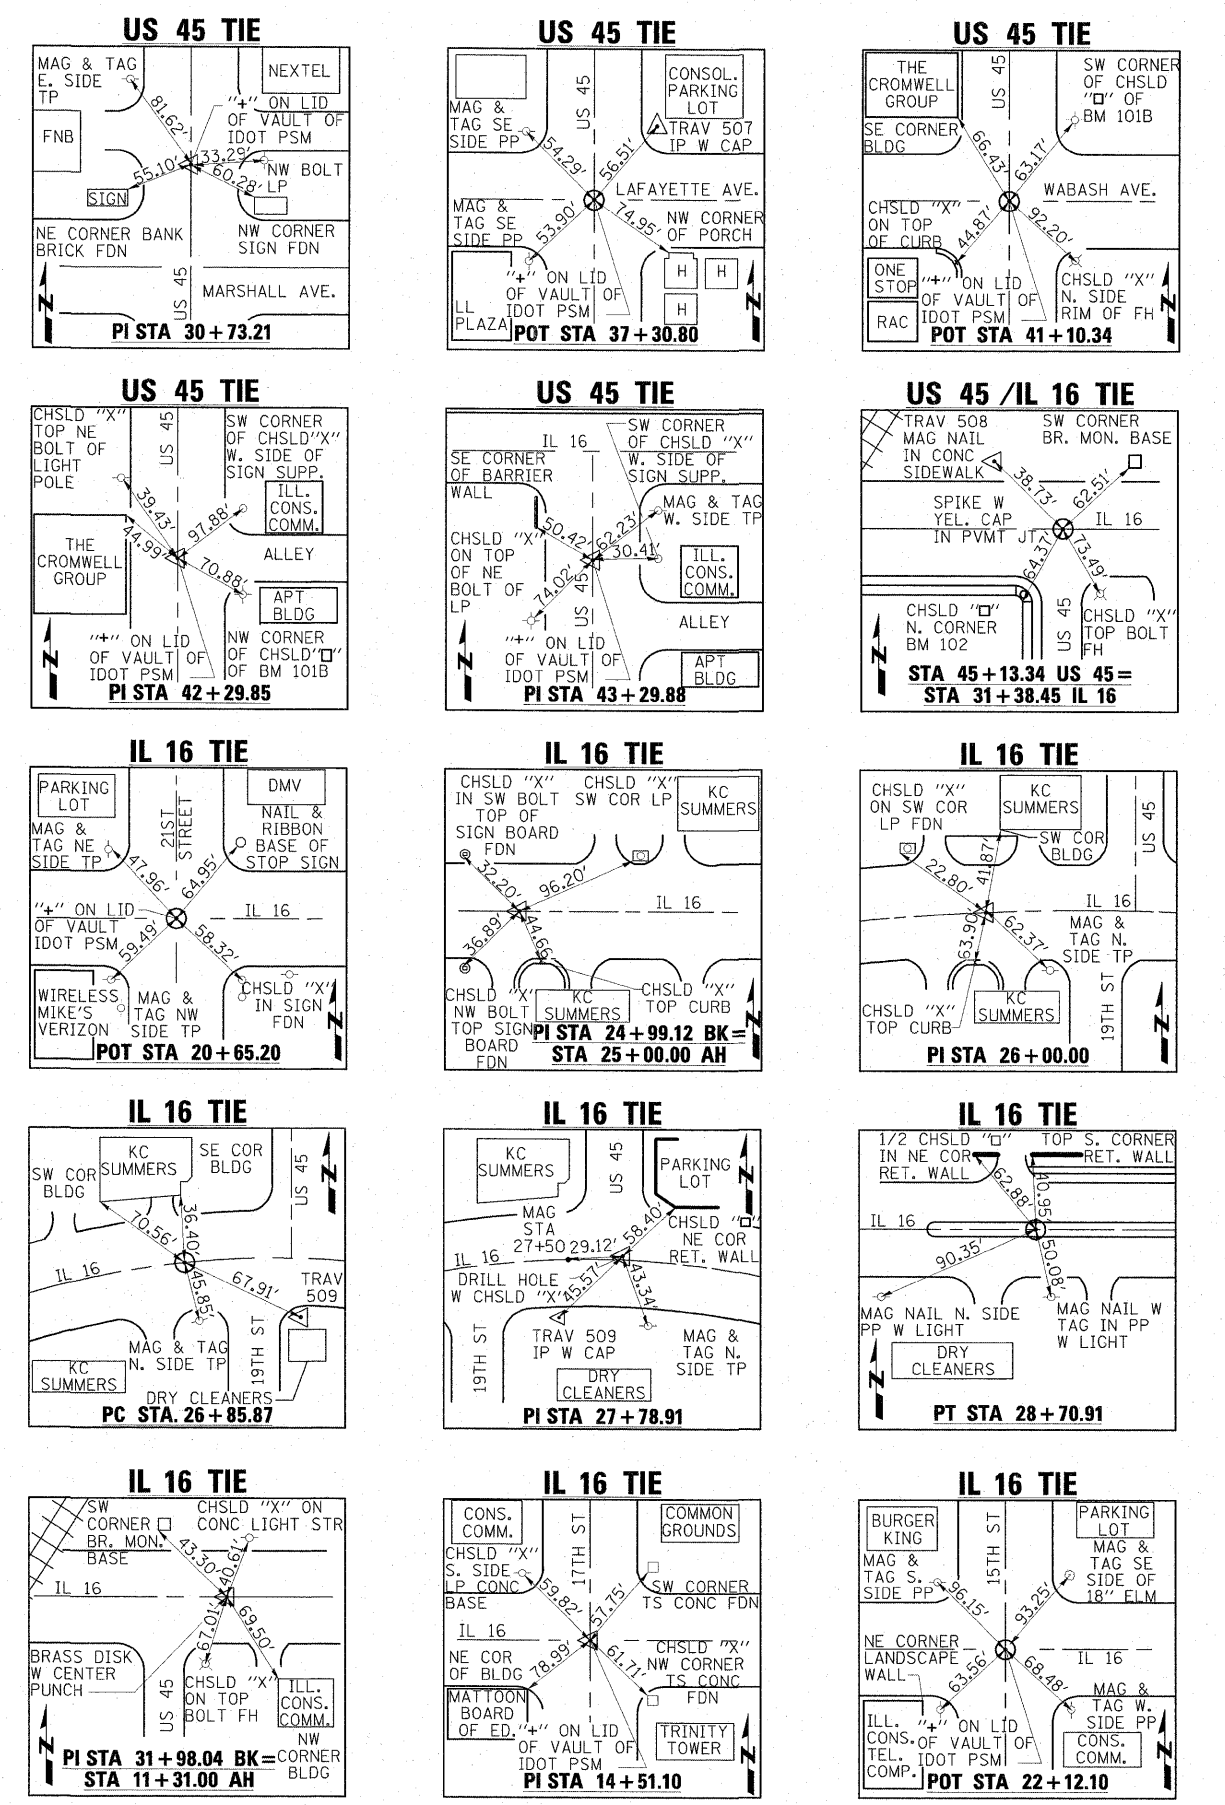 US 45 TIE
MAG & TAG
E. SIDE
TP
NEXTEL
"+" ON LID
OF VAULT OF
IDOT PSM
FNB
81.62'
33.29'
55.10'
60.28'
NW BOLT
LP
SIGN
NE CORNER BANK
BRICK FDN
NW CORNER
SIGN FDN
US 45
MARSHALL AVE.
N
PI STA 30+73.21
US 45 TIE
US 45
CONSOL.
PARKING
LOT
MAG &
TAG SE
SIDE PP
TRAV 507
IP W CAP
54.29'
56.51'
LAFAYETTE AVE.
MAG &
TAG SE
SIDE PP
53.90'
74.95'
NW CORNER
OF PORCH
"+" ON LID
OF VAULT OF
IDOT PSM
H
H
H
LL
PLAZA
N
POT STA 37+30.80
US 45 TIE
THE
CROMWELL
GROUP
US 45
SW CORNER
OF CHSLD
"□" OF
BM 101B
SE CORNER
BLDG
66.43'
63.17'
WABASH AVE.
CHSLD "X"
ON TOP
OF CURB
44.87'
92.20'
ONE
STOP
RAC
"+" ON LID
OF VAULT OF
IDOT PSM
CHSLD "X"
N. SIDE
RIM OF FH
N
POT STA 41+10.34
US 45 TIE
CHSLD "X"
TOP NE
BOLT OF
LIGHT
POLE
US 45
SW CORNER
OF CHSLD"X"
W. SIDE OF
SIGN SUPP.
ILL.
CONS.
COMM.
39.43'
97.88'
44.99'
THE
CROMWELL
GROUP
ALLEY
70.88'
APT
BLDG
"+" ON LID
OF VAULT OF
IDOT PSM
NW CORNER
OF CHSLD"□"
OF BM 101B
N
PI STA 42+29.85
US 45 TIE
IL 16
SW CORNER
OF CHSLD "X"
W. SIDE OF
SIGN SUPP.
SE CORNER
OF BARRIER
WALL
MAG & TAG
W. SIDE TP
50.42'
62.23'
30.41'
CHSLD "X"
ON TOP
OF NE
BOLT OF
LP
74.02'
US 45
ILL.
CONS.
COMM.
ALLEY
"+" ON LID
OF VAULT OF
IDOT PSM
APT
BLDG
N
PI STA 43+29.88
US 45 /IL 16 TIE
TRAV 508
MAG NAIL
IN CONC
SIDEWALK
SW CORNER
BR. MON. BASE
38.73'
62.51'
SPIKE W
YEL. CAP
IN PVMT JT
IL 16
64.37'
73.49'
CHSLD "□"
N. CORNER
BM 102
US 45
CHSLD "X"
TOP BOLT
FH
N
STA 45+13.34 US 45=
STA 31+38.45 IL 16
IL 16 TIE
PARKING
LOT
21ST
STREET
DMV
MAG &
TAG NE
SIDE TP
NAIL &
RIBBON
BASE OF
STOP SIGN
47.96'
64.95'
"+" ON LID
OF VAULT
IDOT PSM
IL 16
59.49'
58.32'
WIRELESS
MIKE'S
VERIZON
MAG &
TAG NW
SIDE TP
CHSLD "X"
IN SIGN
FDN
N
POT STA 20+65.20
IL 16 TIE
CHSLD "X"
IN SW BOLT
TOP OF
SIGN BOARD
FDN
CHSLD "X"
SW COR LP
KC
SUMMERS
32.20'
96.20'
IL 16
36.89'
44.66'
CHSLD "X"
NW BOLT
TOP SIGN
BOARD
FDN
KC
SUMMERS
CHSLD "X"
TOP CURB
N
PI STA 24+99.12 BK=
STA 25+00.00 AH
IL 16 TIE
CHSLD "X"
ON SW COR
LP FDN
KC
SUMMERS
US 45
SW COR
BLDG
22.80'
41.87'
IL 16
63.90'
62.37'
MAG &
TAG N.
SIDE TP
CHSLD "X"
TOP CURB
KC
SUMMERS
19TH ST
N
PI STA 26+00.00
IL 16 TIE
KC
SUMMERS
SE COR
BLDG
US 45
SW COR
BLDG
70.56'
36.40'
IL 16
45.85'
67.91'
TRAV
509
MAG & TAG
N. SIDE TP
19TH ST
KC
SUMMERS
DRY CLEANERS
N
PC STA. 26+85.87
IL 16 TIE
KC
SUMMERS
US 45
PARKING
LOT
MAG
STA
27+50
29.12'
58.40'
CHSLD "□"
NE COR
RET. WALL
IL 16
DRILL HOLE
W CHSLD "X"
45.57'
43.34'
TRAV 509
IP W CAP
19TH ST
MAG &
TAG N.
SIDE TP
DRY
CLEANERS
N
PI STA 27+78.91
IL 16 TIE
1/2 CHSLD "□"
IN NE COR
RET. WALL
TOP S. CORNER
RET. WALL
62.88'
40.95'
IL 16
90.35'
50.08'
MAG NAIL N. SIDE
PP W LIGHT
MAG NAIL W
TAG IN PP
W LIGHT
DRY
CLEANERS
N
PT STA 28+70.91
IL 16 TIE
SW
CORNER
BR. MON.
BASE
CHSLD "X" ON
CONC LIGHT STR
43.30'
40.61'
IL 16
67.01'
69.50'
BRASS DISK
W CENTER
PUNCH
US 45
CHSLD "X"
ON TOP
BOLT FH
ILL.
CONS.
COMM.
NW
CORNER
BLDG
N
PI STA 31+98.04 BK=
STA 11+31.00 AH
IL 16 TIE
CONS.
COMM.
17TH ST
COMMON
GROUNDS
CHSLD "X"
S. SIDE
LP CONC
BASE
59.82'
57.75'
SW CORNER
TS CONC FDN
IL 16
NE COR
OF BLDG
78.99'
61.71'
CHSLD "X"
NW CORNER
TS CONC
FDN
MATTOON
BOARD
OF ED.
"+" ON LID
OF VAULT OF
IDOT PSM
TRINITY
TOWER
N
PI STA 14+51.10
IL 16 TIE
BURGER
KING
15TH ST
PARKING
LOT
MAG &
TAG S.
SIDE PP
MAG &
TAG SE
SIDE OF
18" ELM
96.15'
93.25'
NE CORNER
LANDSCAPE
WALL
IL 16
63.56'
68.48'
MAG &
TAG W.
SIDE PP
ILL.
CONS.
TEL.
COMP.
"+" ON LID
OF VAULT OF
IDOT PSM
CONS.
COMM.
N
POT STA 22+12.10